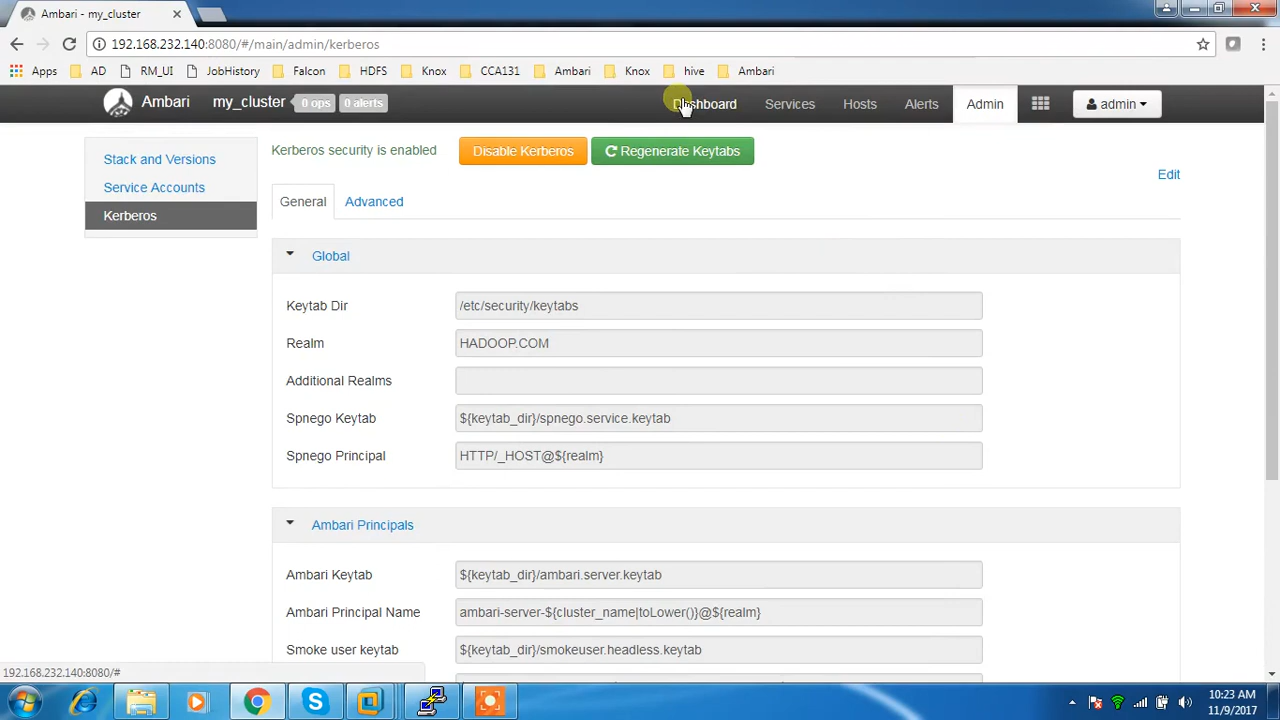 Ambari - my_cluster
192.168.232.140:8080/#/main/admin/kerberos
Apps AD RM_UI JobHistory Falcon HDFS Knox CCA131 Ambari Knox hive Ambari
Ambari my_cluster 0 ops 0 alerts Dashboard Services Hosts Alerts Admin admin
Stack and Versions
Service Accounts
Kerberos
Kerberos security is enabled Disable Kerberos Regenerate Keytabs
Edit
General Advanced
Global
Keytab Dir /etc/security/keytabs
Realm HADOOP.COM
Additional Realms
Spnego Keytab ${keytab_dir}/spnego.service.keytab
Spnego Principal HTTP/_HOST@${realm}
Ambari Principals
Ambari Keytab ${keytab_dir}/ambari.server.keytab
Ambari Principal Name ambari-server-${cluster_name|toLower()}@${realm}
Smoke user keytab ${keytab_dir}/smokeuser.headless.keytab
192.168.232.140:8080/#
10:23 AM
11/9/2017